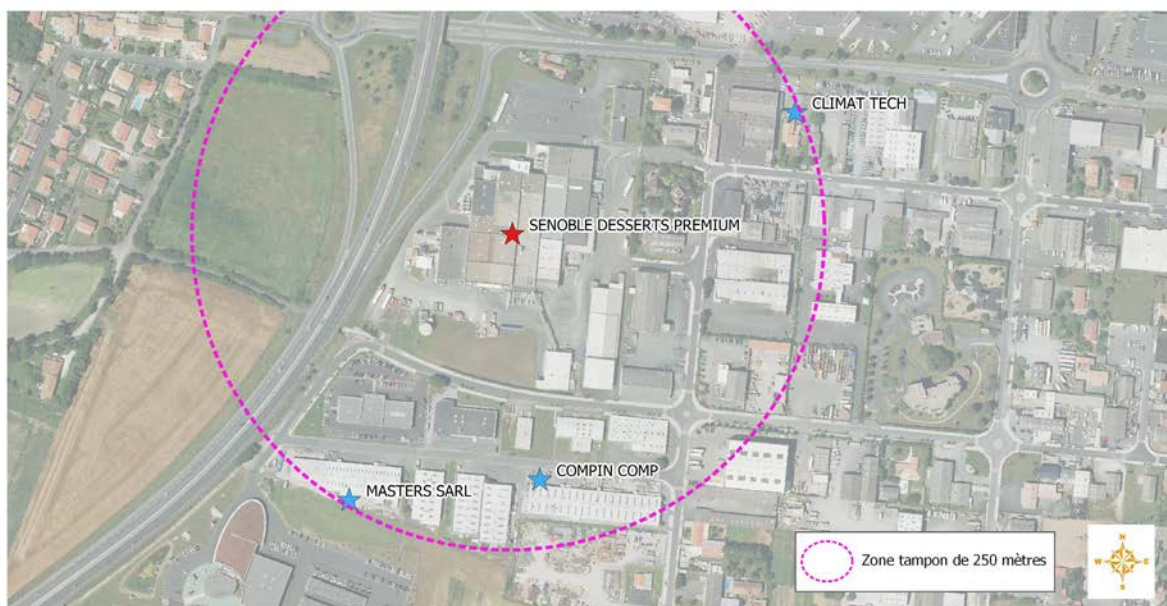 CLIMAT TECH
SENOBLE DESSERTS PREMIUM
COMPIN COMP
MASTERS SARL
Zone tampon de 250 mètres
N
W E
S